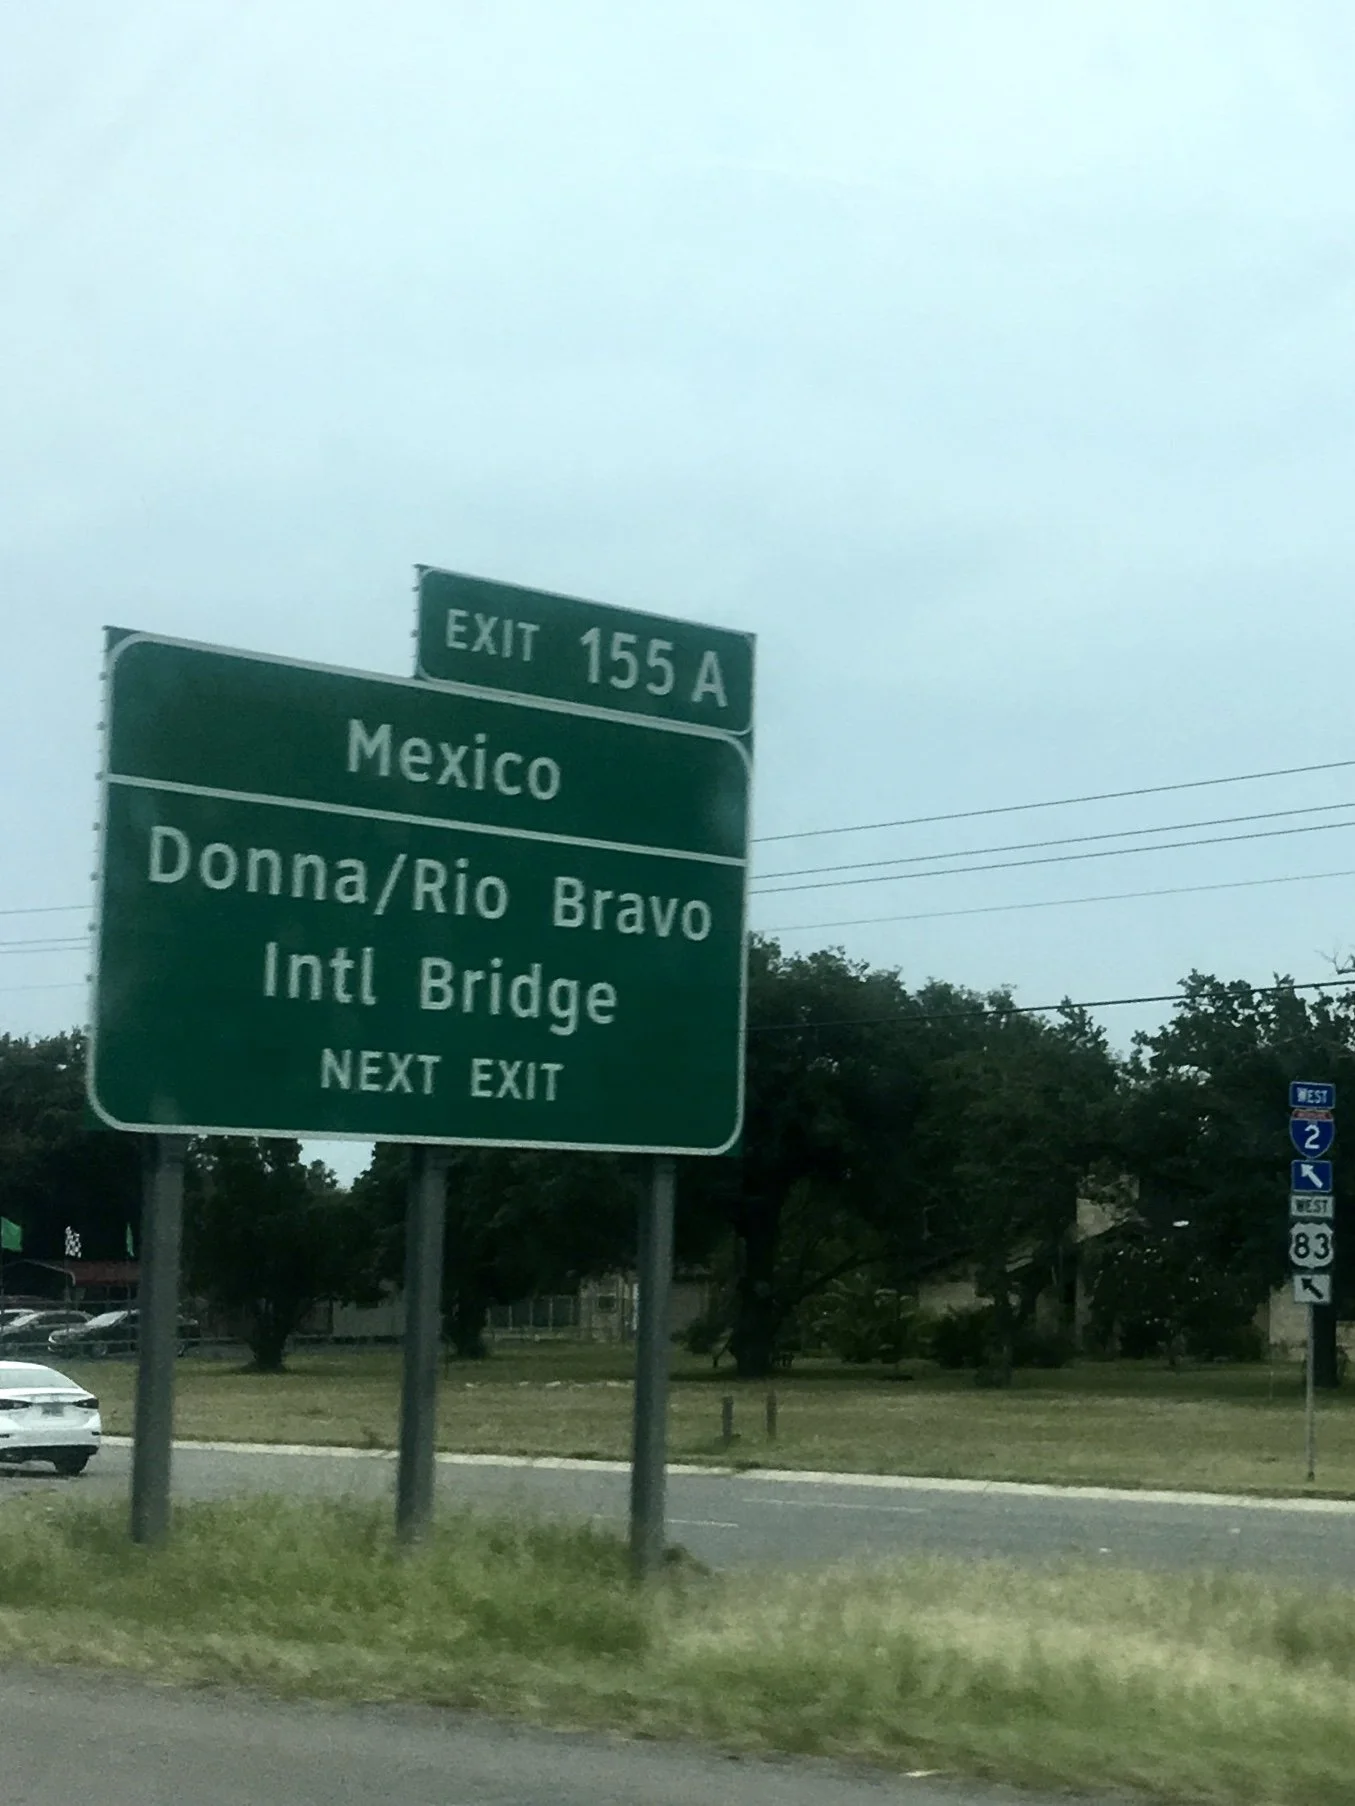 EXIT 155 A
Mexico
Donna/Rio Bravo
Intl Bridge
NEXT EXIT
WEST
2
WEST
83